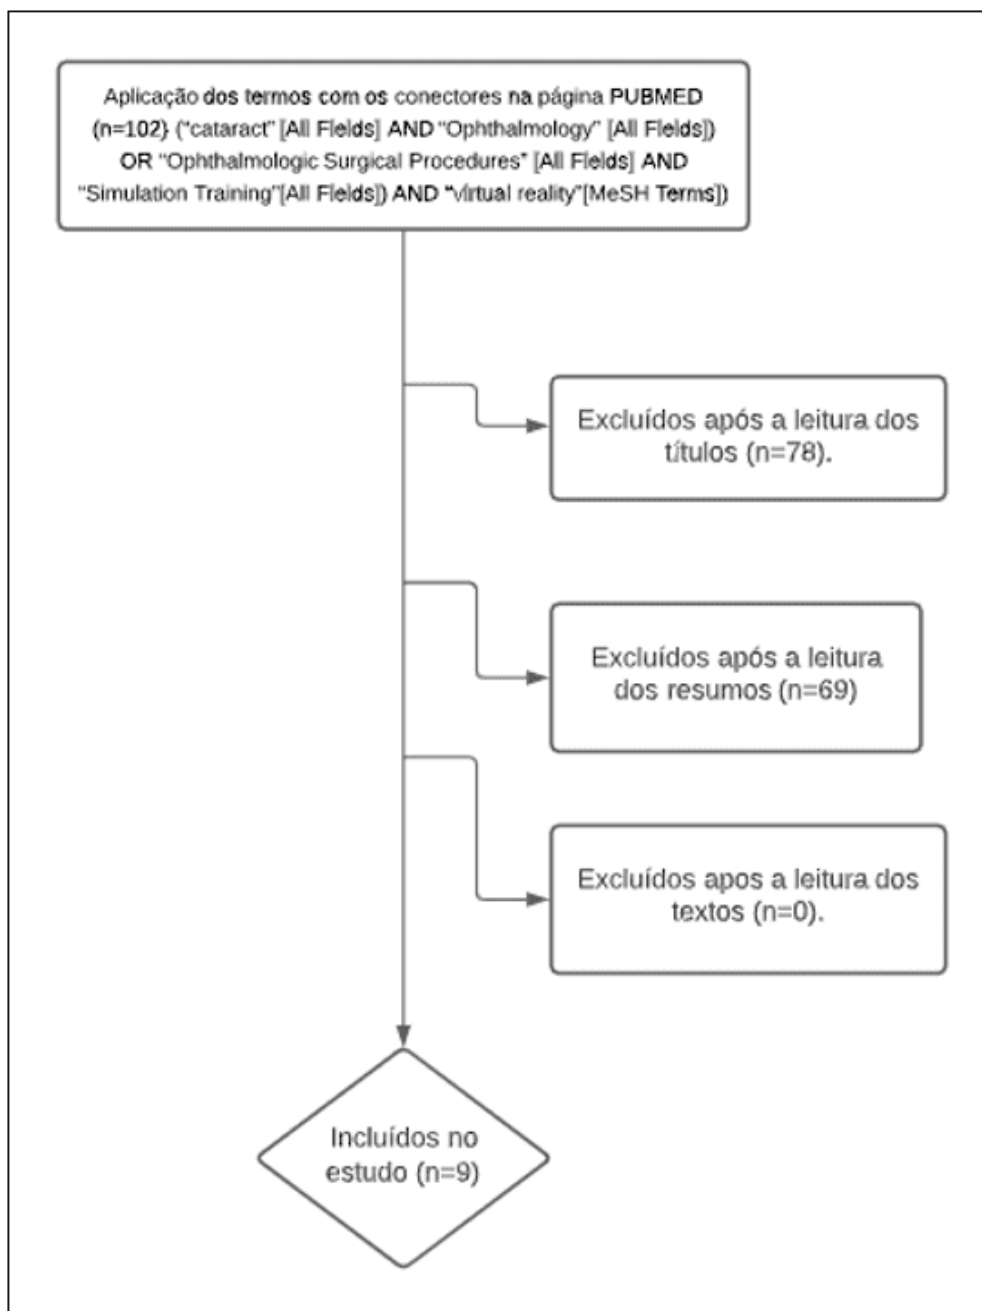 Aplicação dos termos com os conectores na página PUBMED
(n=102} (“cataract” [All Fields] AND “Ophthalmology” [All Fields])
OR “Ophthalmologic Surgical Procedures” [All Fields] AND
“Simulation Training”[All Fields]) AND “virtual reality”[MeSH Terms])
Excluídos após a leitura dos
títulos (n=78).
Excluídos após a leitura
dos resumos (n=69)
Excluídos apos a leitura dos
textos (n=0).
Incluídos no
estudo (n=9)